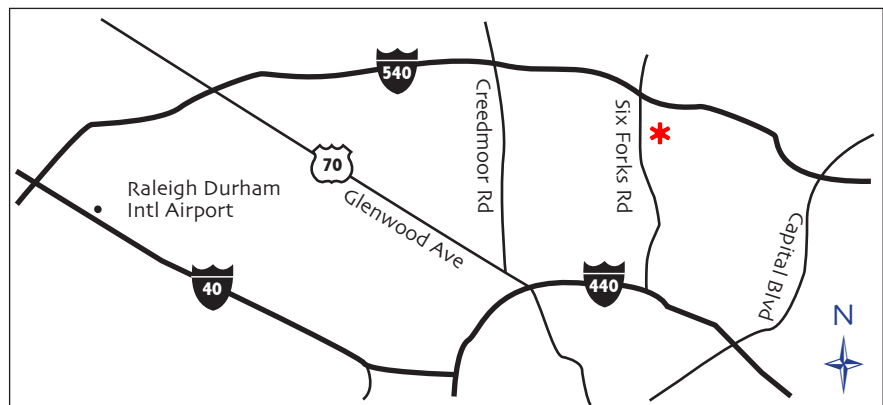 540
Creedmoor Rd
Six Forks Rd
70
Raleigh Durham
Intl Airport
Glenwood Ave
40
440
Capital Blvd
N